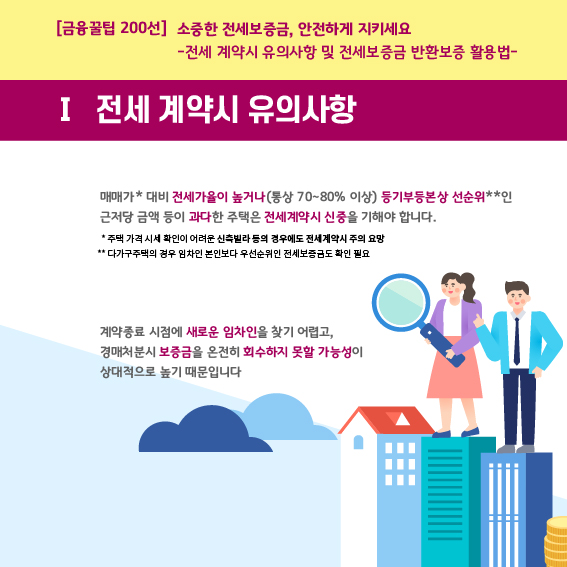 [금융꿀팁 200선] 소중한 전세보증금, 안전하게 지키세요
-전세 계약시 유의사항 및 전세보증금 반환보증 활용법-
I 전세 계약시 유의사항
매매가* 대비 전세가율이 높거나(통상 70~80% 이상) 등기부등본상 선순위**인
근저당 금액 등이 과다한 주택은 전세계약시 신중을 기해야 합니다.
* 주택 가격 시세 확인이 어려운 신축빌라 등의 경우에도 전세계약시 주의 요망
** 다가구주택의 경우 임차인 본인보다 우선순위인 전세보증금도 확인 필요
계약종료 시점에 새로운 임차인을 찾기 어렵고,
경매처분시 보증금을 온전히 회수하지 못할 가능성이
상대적으로 높기 때문입니다